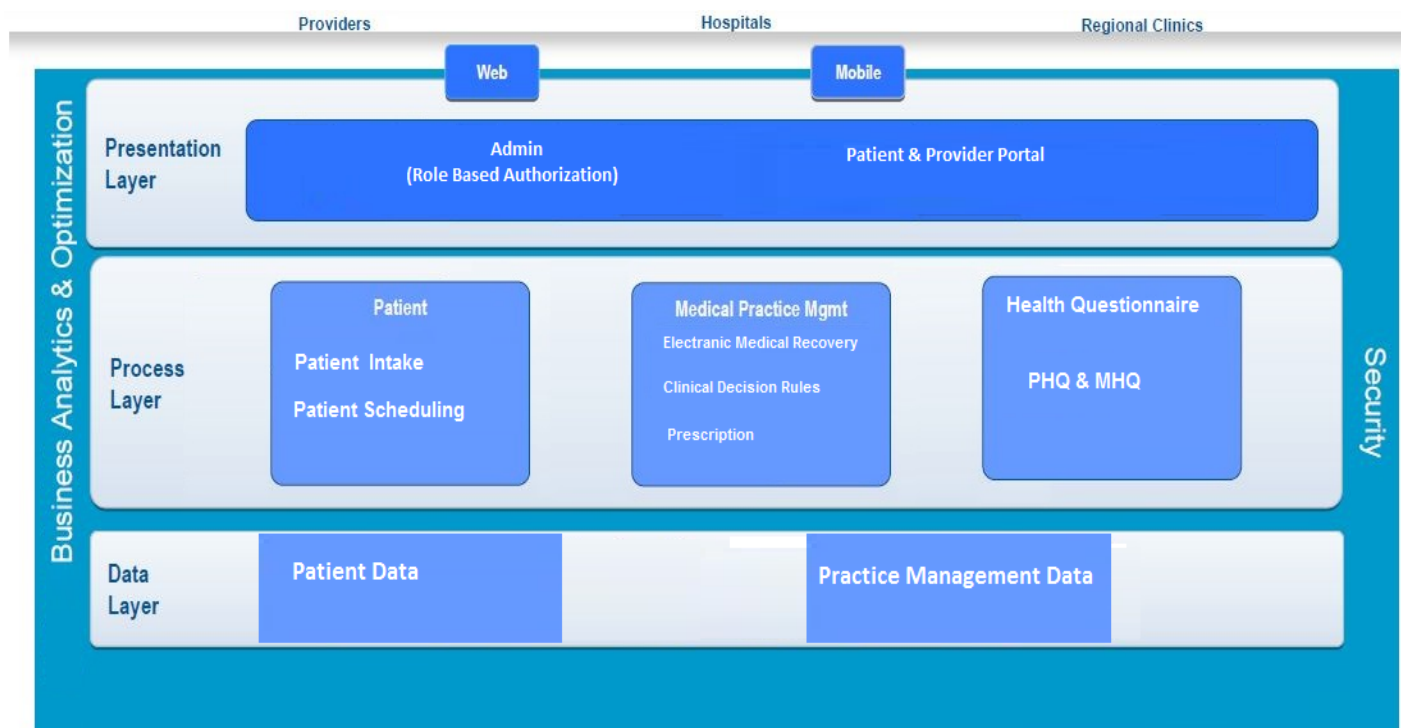 Providers
Hospitals
Regional Clinics
Web
Mobile
Business Analytics & Optimization
Presentation
Layer
Admin
(Role Based Authorization)
Patient & Provider Portal
Process
Layer
Patient
Patient Intake
Patient Scheduling
Medical Practice Mgmt
Electranic Medical Recovery
Clinical Decision Rules
Prescription
Health Questionnaire
PHQ & MHQ
Security
Data
Layer
Patient Data
Practice Management Data